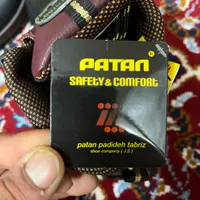 PATAN®
SAFETY & COMFORT
patan padideh tabriz
shoe company ( J.S )